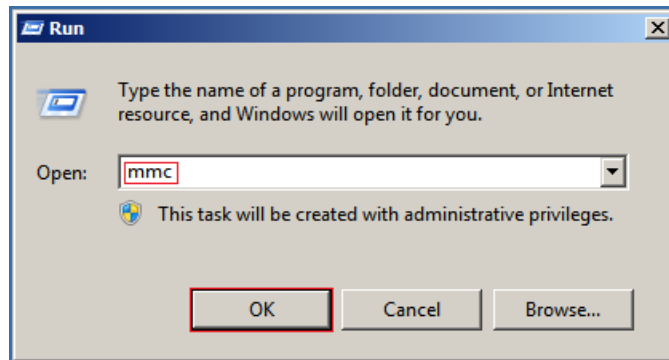 Run
Type the name of a program, folder, document, or Internet
resource, and Windows will open it for you.
Open: mmc
This task will be created with administrative privileges.
OK Cancel Browse...